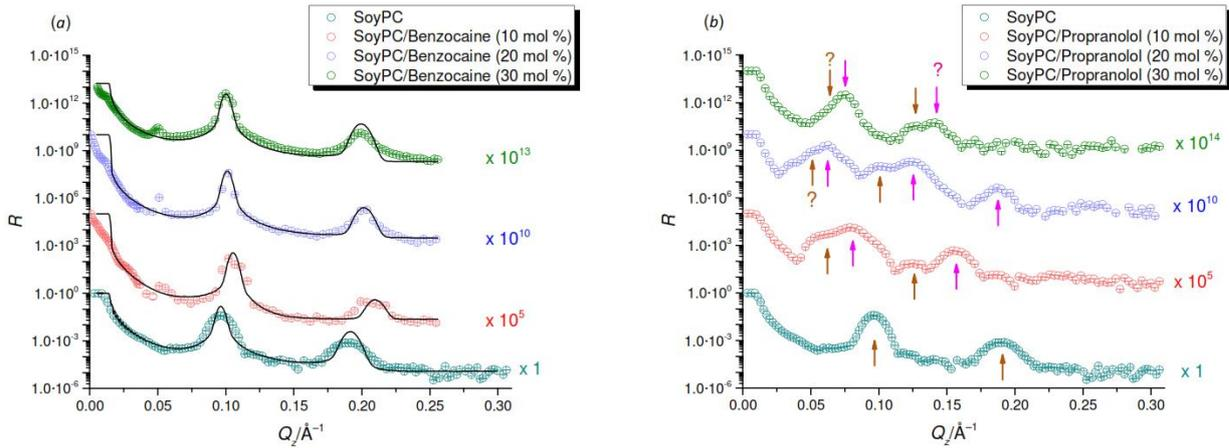 (a)
SoyPC
SoyPC/Benzocaine (10 mol %)
SoyPC/Benzocaine (20 mol %)
SoyPC/Benzocaine (30 mol %)
1.0·10¹⁵
1.0·10¹²
1.0·10⁹
1.0·10⁶
1.0·10³
1.0·10⁰
1.0·10⁻³
1.0·10⁻⁶
R
x 10¹³
x 10¹⁰
x 10⁵
x 1
0.00 0.05 0.10 0.15 0.20 0.25 0.30
Q_z/Å⁻¹
(b)
SoyPC
SoyPC/Propranolol (10 mol %)
SoyPC/Propranolol (20 mol %)
SoyPC/Propranolol (30 mol %)
1.0·10¹⁵
1.0·10¹²
1.0·10⁹
1.0·10⁶
1.0·10³
1.0·10⁰
1.0·10⁻³
1.0·10⁻⁶
R
? ?
x 10¹⁴
?
x 10¹⁰
x 10⁵
x 1
0.00 0.05 0.10 0.15 0.20 0.25 0.30
Q_z/Å⁻¹